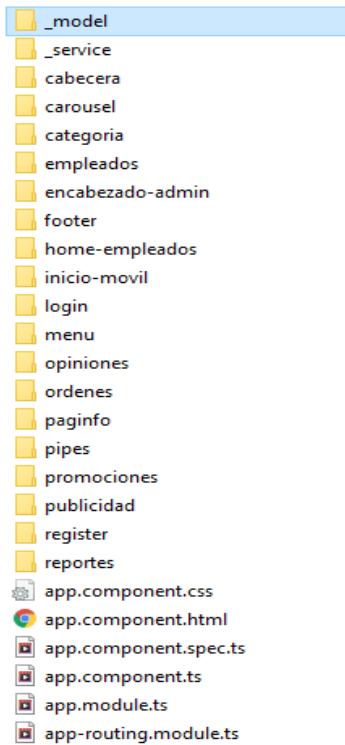 _model
_service
cabecera
carousel
categoria
empleados
encabezado-admin
footer
home-empleados
inicio-movil
login
menu
opiniones
ordenes
paginfo
pipes
promociones
publicidad
register
reportes
app.component.css
app.component.html
app.component.spec.ts
app.component.ts
app.module.ts
app-routing.module.ts